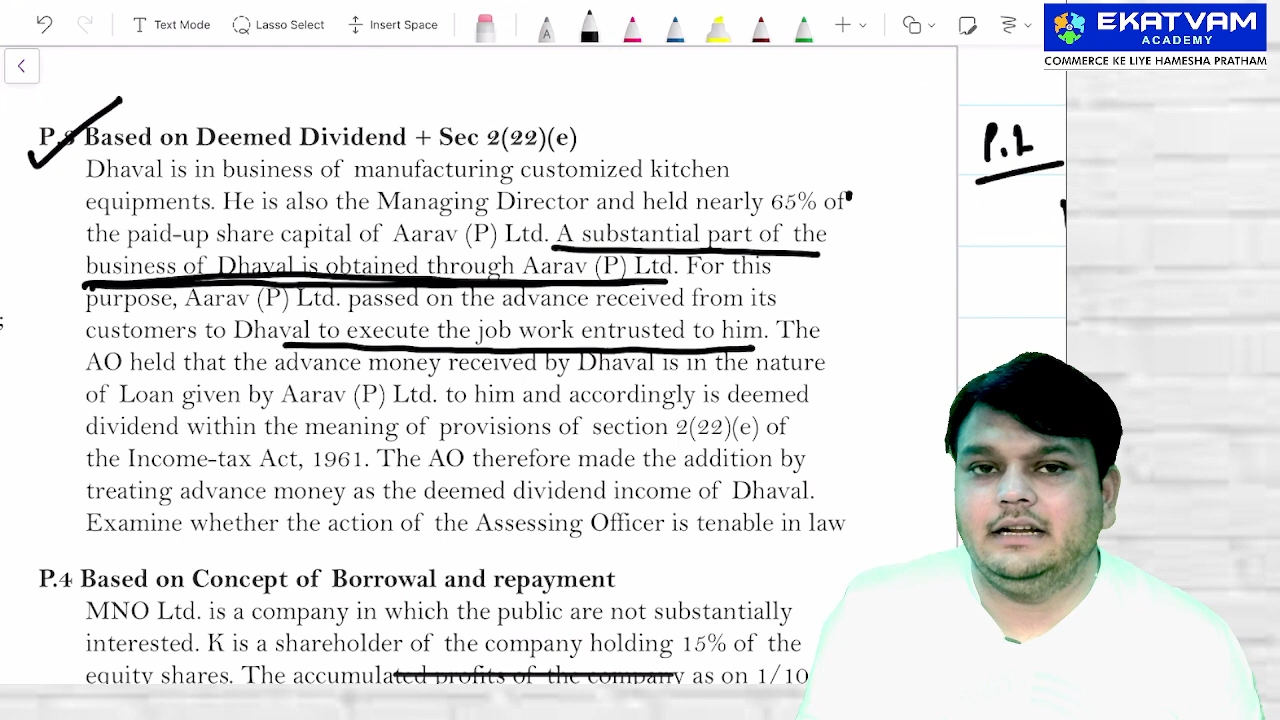 Text Mode
Lasso Select
Insert Space
A
EKATVAM
ACADEMY
COMMERCE KE LIYE HAMESHA PRATHAM
Based on Deemed Dividend + Sec 2(22)(e)
Dhaval is in business of manufacturing customized kitchen
equipments. He is also the Managing Director and held nearly 65% of
the paid-up share capital of Aarav (P) Ltd. A substantial part of the
business of Dhaval is obtained through Aarav (P) Ltd. For this
purpose, Aarav (P) Ltd. passed on the advance received from its
customers to Dhaval to execute the job work entrusted to him. The
AO held that the advance money received by Dhaval is in the nature
of Loan given by Aarav (P) Ltd. to him and accordingly is deemed
dividend within the meaning of provisions of section 2(22)(e) of
the Income-tax Act, 1961. The AO therefore made the addition by
treating advance money as the deemed dividend income of Dhaval.
Examine whether the action of the Assessing Officer is tenable in law
P.4 Based on Concept of Borrowal and repayment
MNO Ltd. is a company in which the public are not substantially
interested. K is a shareholder of the company holding 15% of the
equity shares. The accumulated profits of the company as on 1/10
P.1